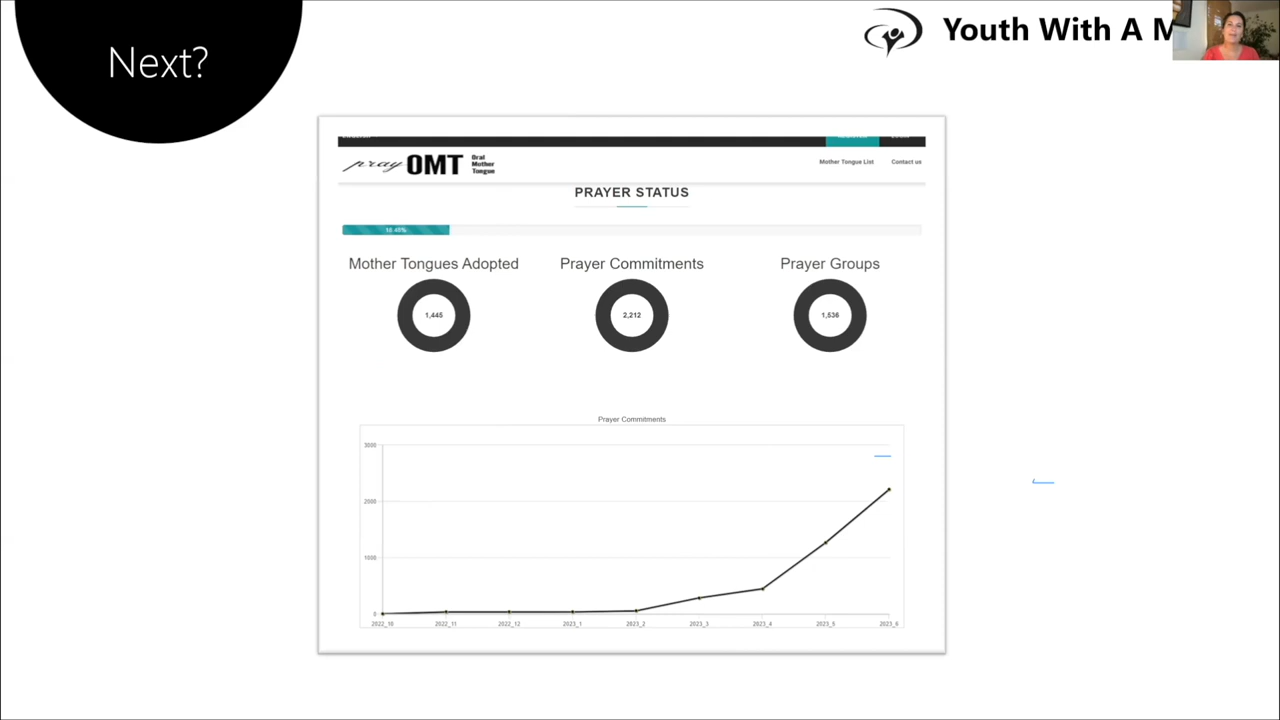 Next?
Youth With A M
pray OMT Oral
Mother
Tongue
Mother Tongue List
Contact us
PRAYER STATUS
Mother Tongues Adopted
Prayer Commitments
Prayer Groups
1,445
2,212
1,536
Prayer Commitments
3000
2000
1000
0
2022_10
2022_11
2022_12
2023_1
2023_2
2023_3
2023_4
2023_5
2023_6